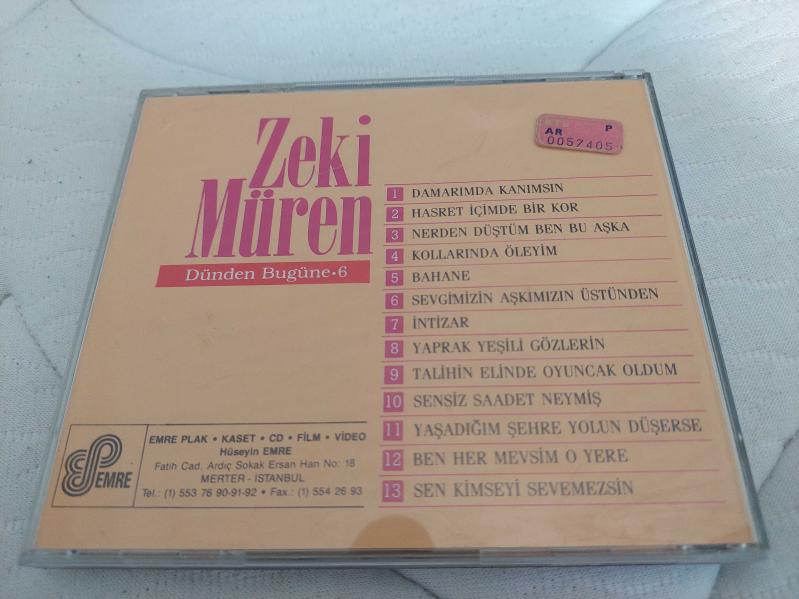 Zeki
Müren
Dünden Bugüne•6
AR P
0057405
1 DAMARIMDA KANIMSIN
2 HASRET İÇİMDE BİR KOR
3 NERDEN DÜŞTÜM BEN BU AŞKA
4 KOLLARINDA ÖLEYİM
5 BAHANE
6 SEVGİMİZİN AŞKIMIZIN ÜSTÜNDEN
7 İNTİZAR
8 YAPRAK YEŞİLİ GÖZLERİN
9 TALİHİN ELİNDE OYUNCAK OLDUM
10 SENSİZ SAADET NEYMİŞ
11 YAŞADIĞIM ŞEHRE YOLUN DÜŞERSE
12 BEN HER MEVSİM O YERE
13 SEN KİMSEYİ SEVEMEZSİN
EMRE
EMRE PLAK • KASET • CD • FİLM • VİDEO
Hüseyin EMRE
Fatih Cad. Ardıç Sokak Ersan Han No: 18
MERTER - İSTANBUL
Tel.: (1) 553 76 90-91-92 • Fax.: (1) 554 26 93